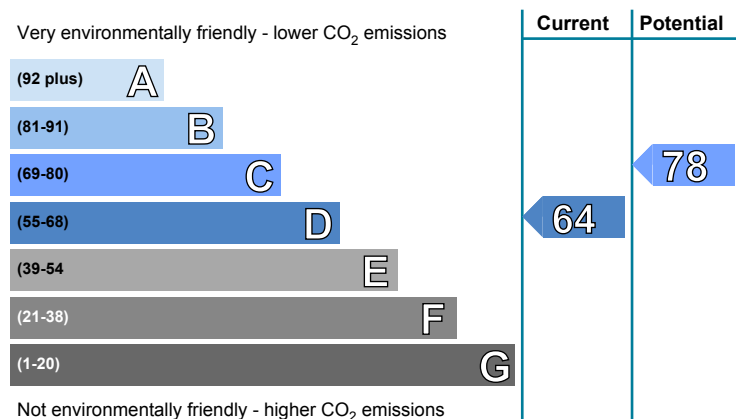 Very environmentally friendly - lower CO2 emissions
Current
Potential
(92 plus) A
(81-91) B
(69-80) C
78
(55-68) D
64
(39-54 E
(21-38) F
(1-20) G
Not environmentally friendly - higher CO2 emissions